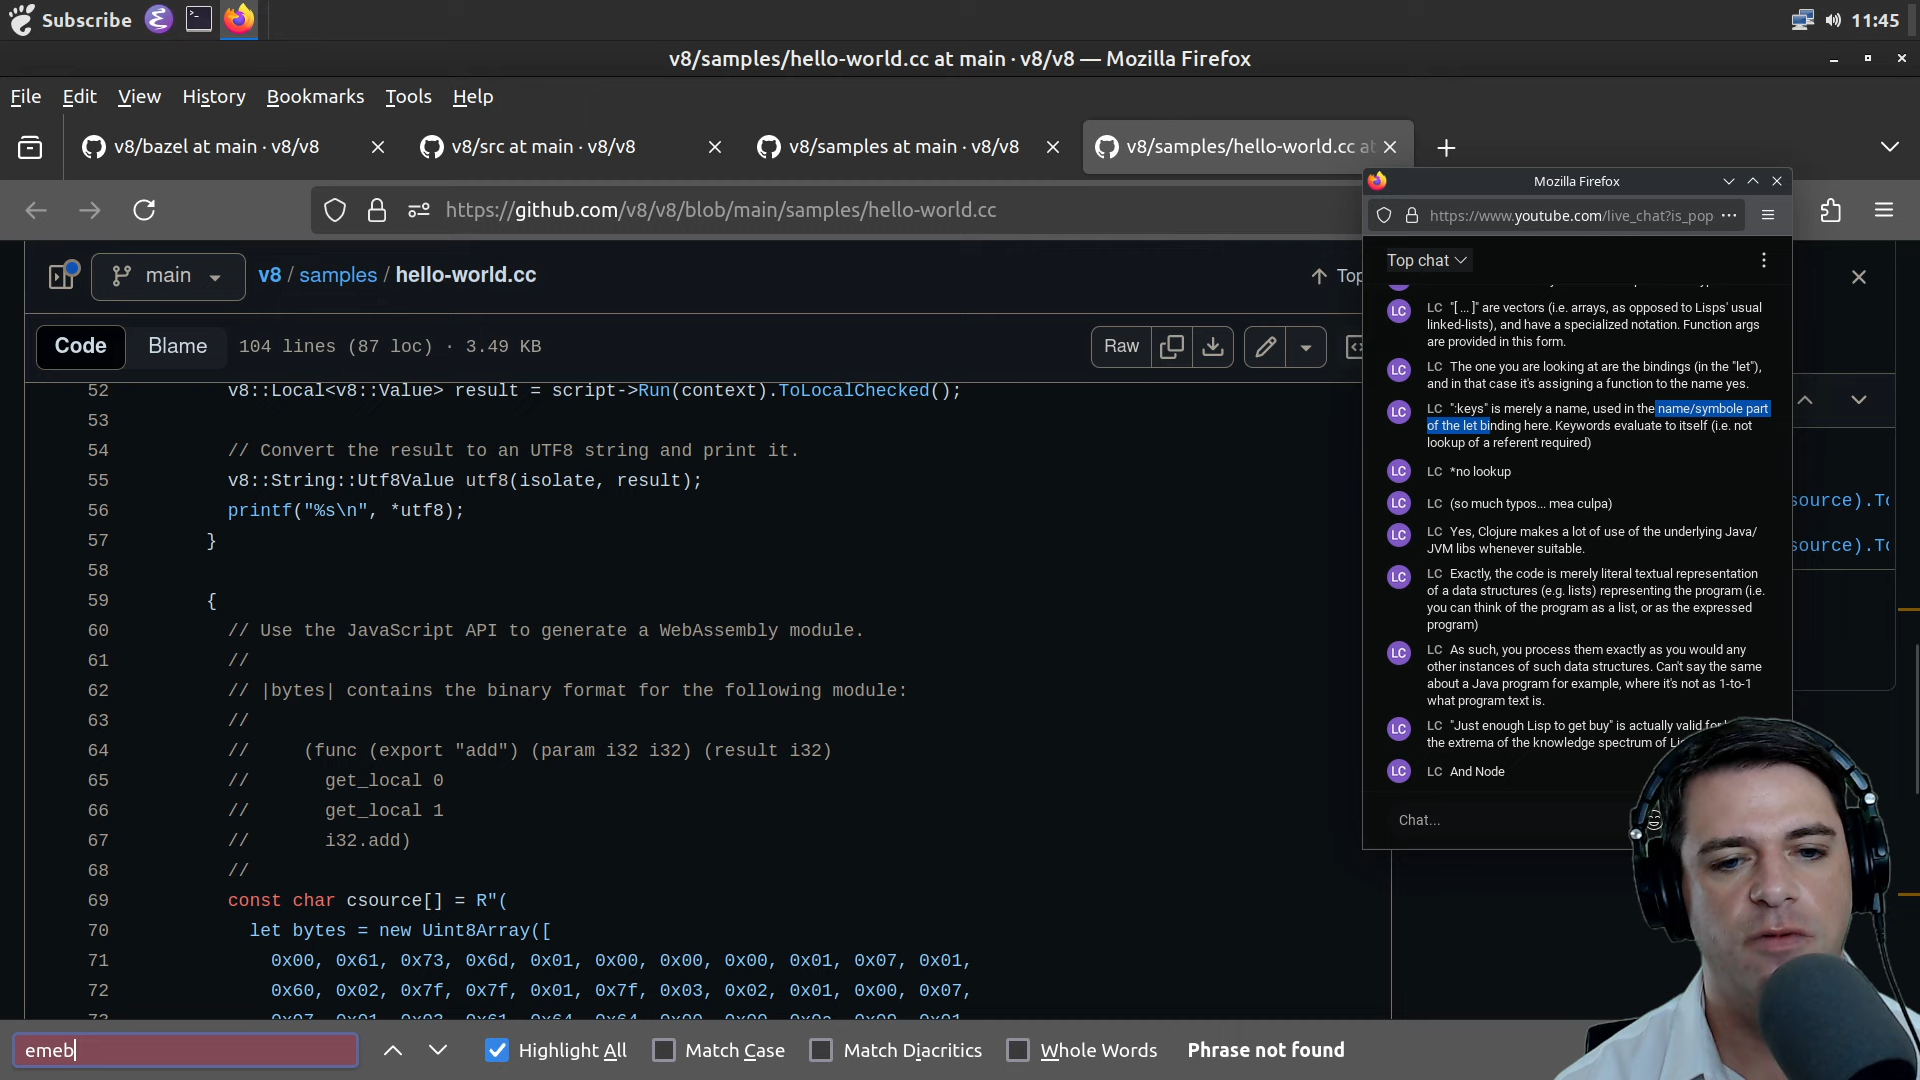 Subscribe
11:45
v8/samples/hello-world.cc at main · v8/v8 — Mozilla Firefox
File Edit View History Bookmarks Tools Help
v8/bazel at main · v8/v8
v8/src at main · v8/v8
v8/samples at main · v8/v8
v8/samples/hello-world.cc at
https://github.com/v8/v8/blob/main/samples/hello-world.cc
main
v8 / samples / hello-world.cc
Top
Code Blame 104 lines (87 loc) · 3.49 KB
Raw
52 v8::Local<v8::Value> result = script->Run(context).ToLocalChecked();
53
54 // Convert the result to an UTF8 string and print it.
55 v8::String::Utf8Value utf8(isolate, result);
56 printf("%s\n", *utf8);
57 }
58
59 {
60 // Use the JavaScript API to generate a WebAssembly module.
61 //
62 // |bytes| contains the binary format for the following module:
63 //
64 // (func (export "add") (param i32 i32) (result i32)
65 // get_local 0
66 // get_local 1
67 // i32.add)
68 //
69 const char csource[] = R"(
70 let bytes = new Uint8Array([
71 0x00, 0x61, 0x73, 0x6d, 0x01, 0x00, 0x00, 0x00, 0x01, 0x07, 0x01,
72 0x60, 0x02, 0x7f, 0x7f, 0x01, 0x7f, 0x03, 0x02, 0x01, 0x00, 0x07,
source).To
source).To
Mozilla Firefox
https://www.youtube.com/live_chat?is_pop
Top chat
LC LC "[ ... ]" are vectors (i.e. arrays, as opposed to Lisps' usual
linked-lists), and have a specialized notation. Function args
are provided in this form.
LC LC The one you are looking at are the bindings (in the "let"),
and in that case it's assigning a function to the name yes.
LC LC ":keys" is merely a name, used in the name/symbole part
of the let binding here. Keywords evaluate to itself (i.e. not
lookup of a referent required)
LC LC *no lookup
LC LC (so much typos... mea culpa)
LC LC Yes, Clojure makes a lot of use of the underlying Java/
JVM libs whenever suitable.
LC LC Exactly, the code is merely literal textual representation
of a data structures (e.g. lists) representing the program (i.e.
you can think of the program as a list, or as the expressed
program)
LC LC As such, you process them exactly as you would any
other instances of such data structures. Can't say the same
about a Java program for example, where it's not as 1-to-1
what program text is.
LC LC "Just enough Lisp to get buy" is actually valid for
the extrema of the knowledge spectrum of
LC LC And Node
Chat...
emeb
Highlight All
Match Case
Match Diacritics
Whole Words
Phrase not found